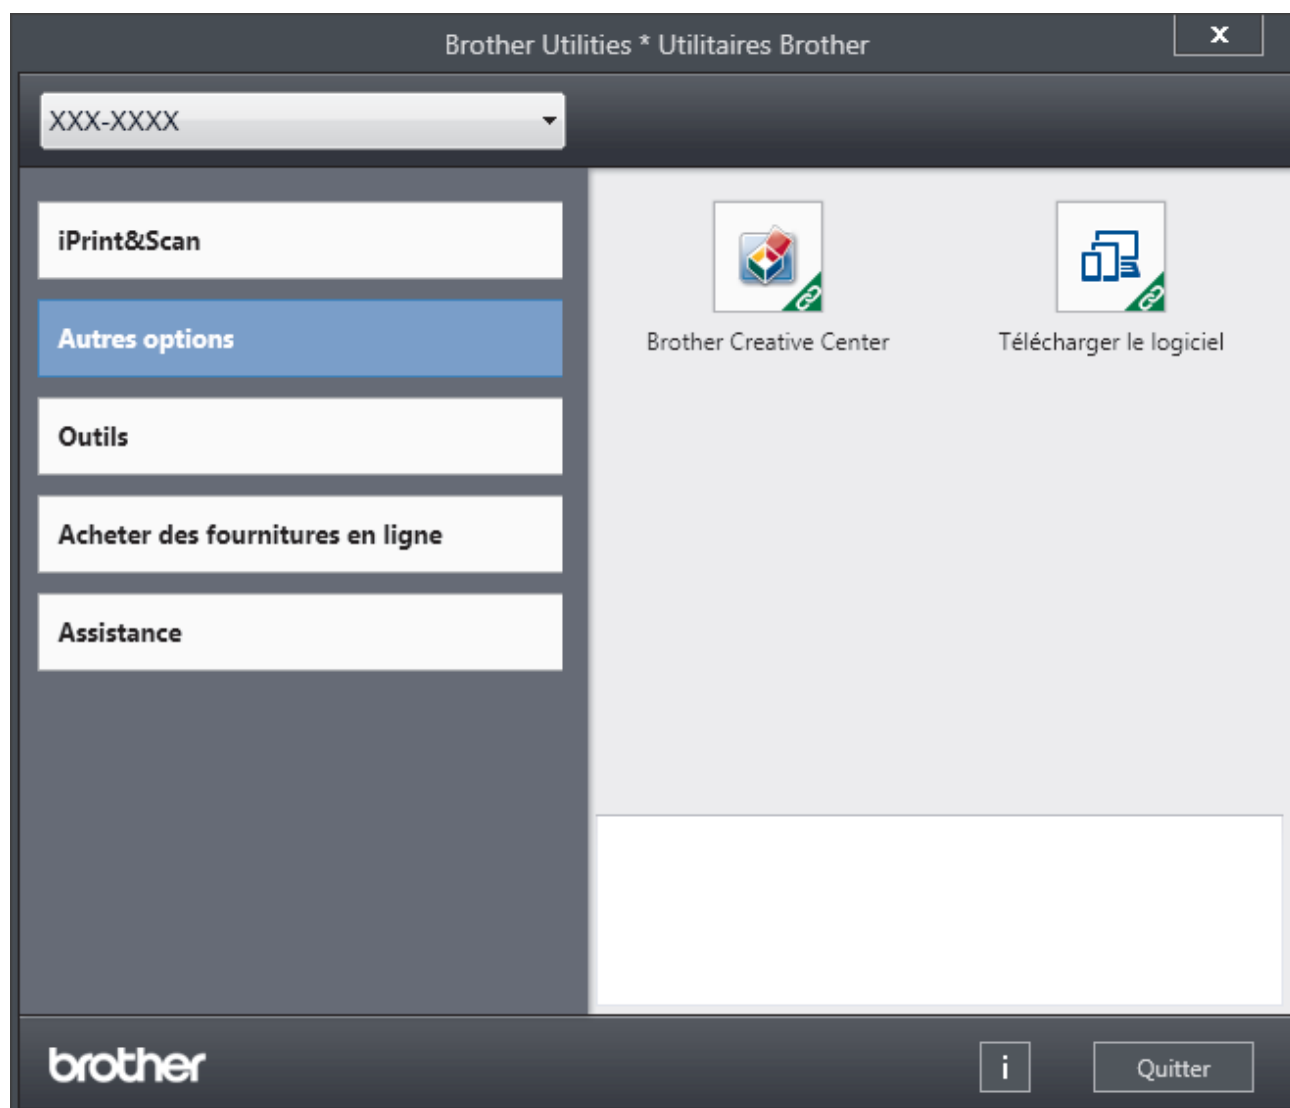 Brother Utilities * Utilitaires Brother
x
XXX-XXXX
iPrint&Scan
Autres options
Outils
Acheter des fournitures en ligne
Assistance
Brother Creative Center
Télécharger le logiciel
brother
i
Quitter